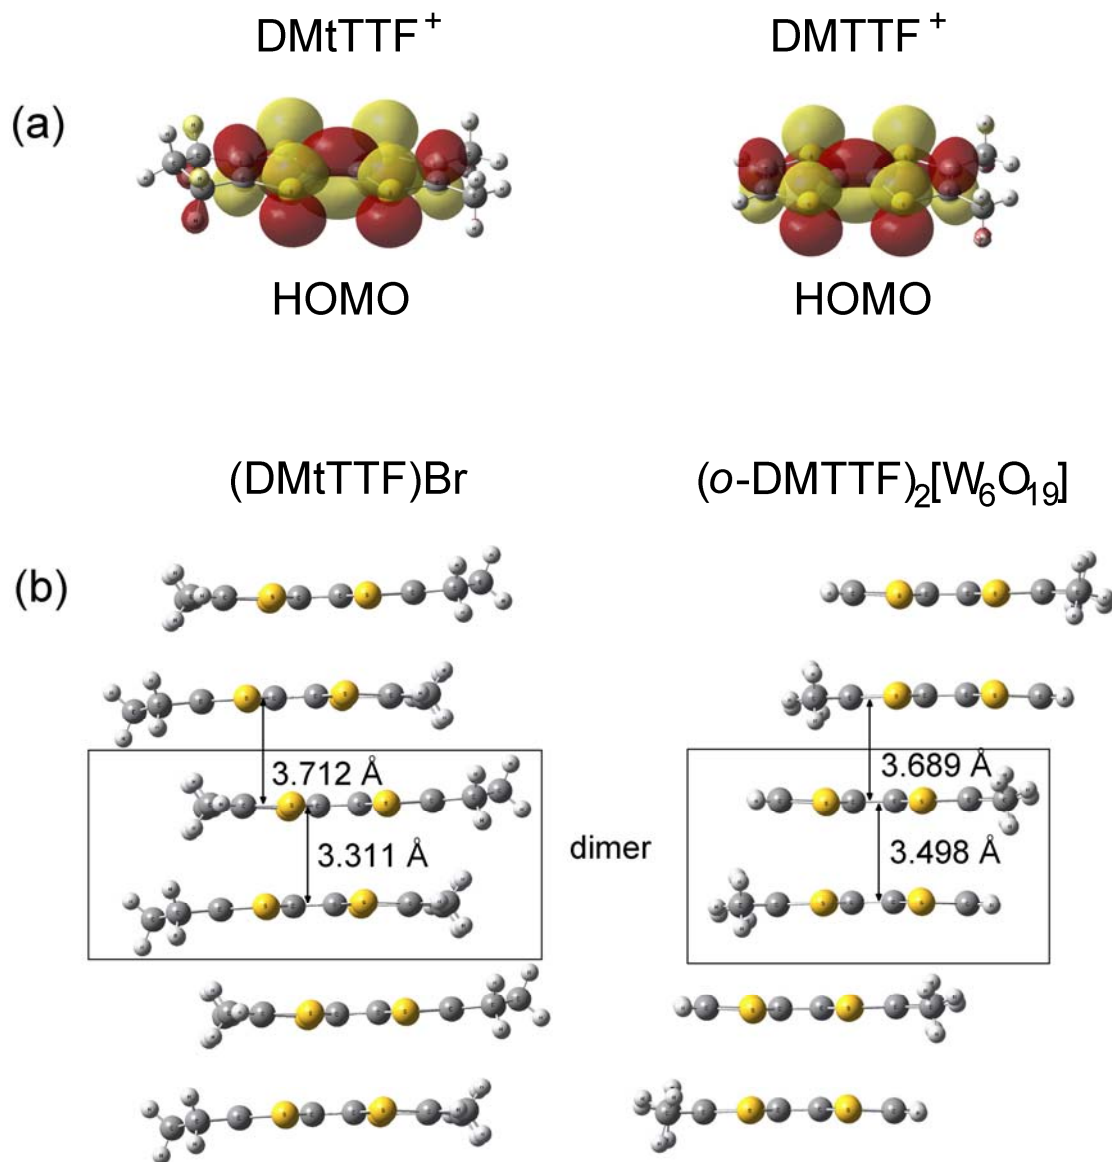 DMtTTF+ DMTTF+
(a)
HOMO HOMO
(DMtTTF)Br (o-DMTTF)2[W6O19]
(b)
3.712 Å 3.689 Å
3.311 Å dimer 3.498 Å